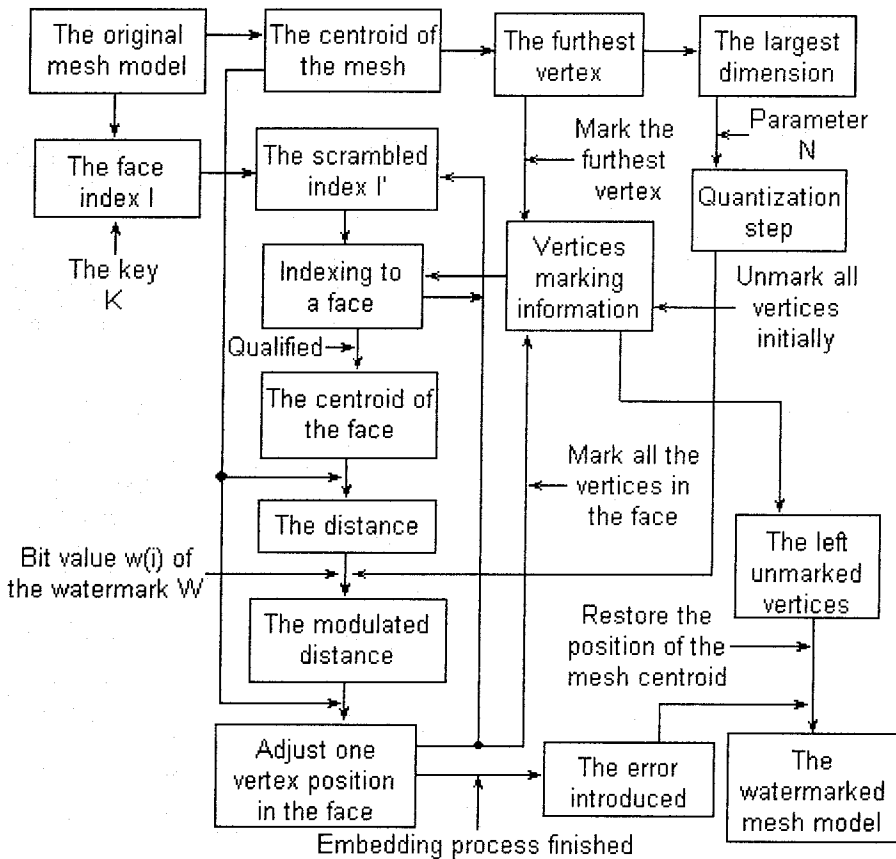 The original
mesh model
The centroid of
the mesh
The furthest
vertex
The largest
dimension
Mark the
furthest
vertex
Parameter
N
The face
index I
The scrambled
index I'
Quantization
step
The key
K
Indexing to
a face
Vertices
marking
information
Unmark all
vertices
initially
Qualified
The centroid of
the face
Mark all the
vertices in
the face
The distance
Bit value w(i) of
the watermark W
The left
unmarked
vertices
The modulated
distance
Restore the
position of the
mesh centroid
Adjust one
vertex position
in the face
The error
introduced
The
watermarked
mesh model
Embedding process finished